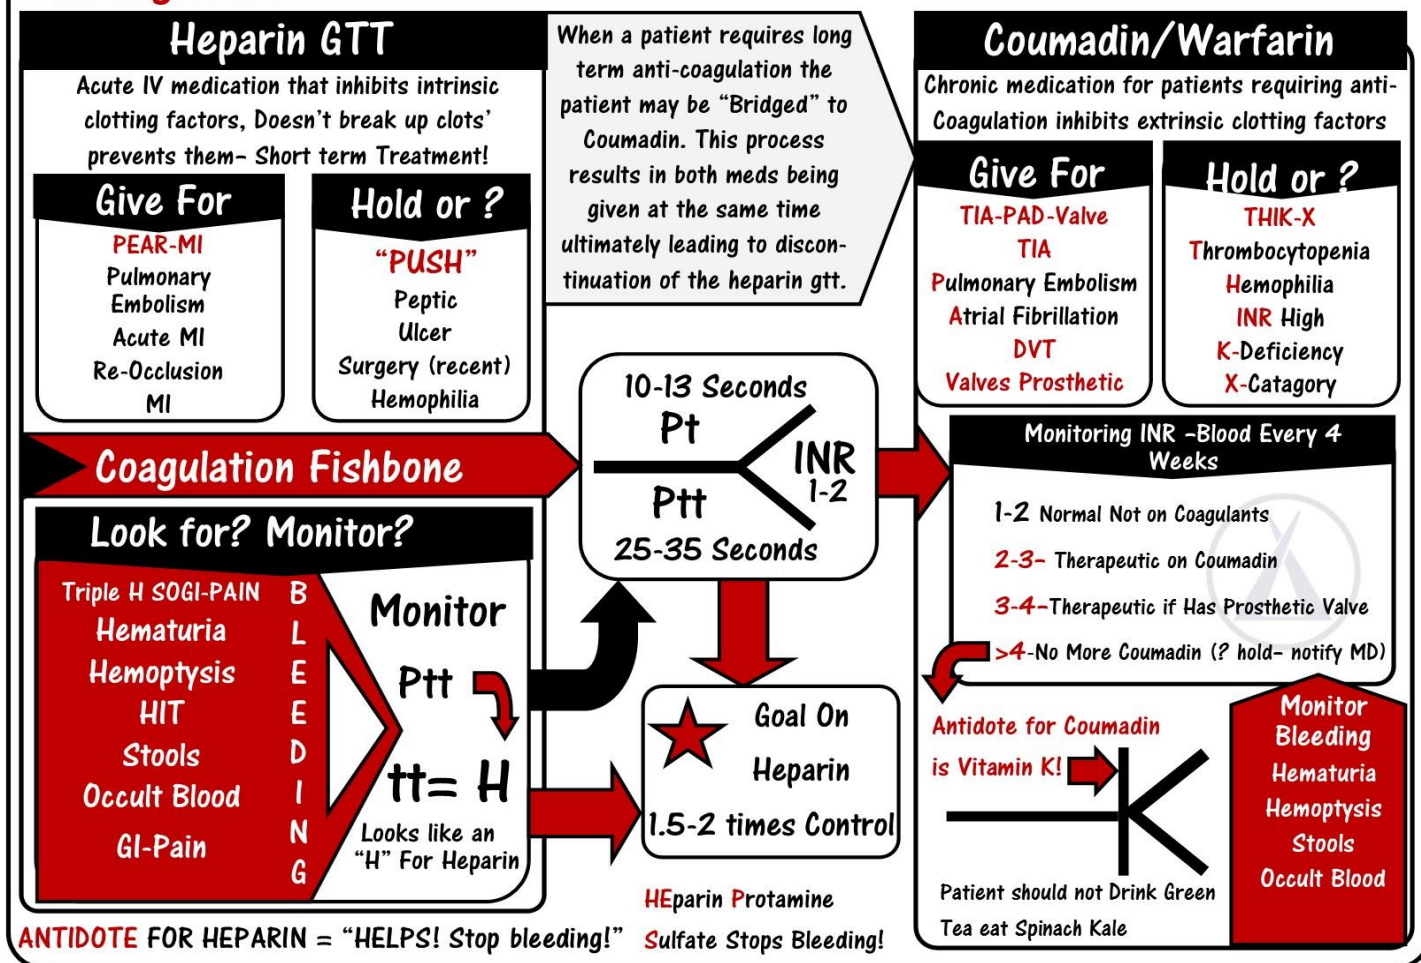 Heparin GTT
Acute IV medication that inhibits intrinsic
clotting factors, Doesn't break up clots'
prevents them- Short term Treatment!
Give For
PEAR-MI
Pulmonary
Embolism
Acute MI
Re-Occlusion
MI
Hold or ?
"PUSH"
Peptic
Ulcer
Surgery (recent)
Hemophilia
When a patient requires long
term anti-coagulation the
patient may be "Bridged" to
Coumadin. This process
results in both meds being
given at the same time
ultimately leading to discon-
tinuation of the heparin gtt.
Coumadin/Warfarin
Chronic medication for patients requiring anti-
Coagulation inhibits extrinsic clotting factors
Give For
TIA-PAD-Valve
TIA
Pulmonary Embolism
Atrial Fibrillation
DVT
Valves Prosthetic
Hold or ?
THIK-X
Thrombocytopenia
Hemophilia
INR High
K-Deficiency
X-Catagory
Coagulation Fishbone
10-13 Seconds
Pt
INR
1-2
Ptt
25-35 Seconds
Monitoring INR -Blood Every 4
Weeks
1-2 Normal Not on Coagulants
2-3- Therapeutic on Coumadin
3-4-Therapeutic if Has Prosthetic Valve
>4-No More Coumadin (? hold- notify MD)
Look for? Monitor?
Triple H SOGI-PAIN
Hematuria
Hemoptysis
HIT
Stools
Occult Blood
GI-Pain
BLEEDING
Monitor
Ptt
tt= H
Looks like an
"H" For Heparin
Goal On
Heparin
1.5-2 times Control
Antidote for Coumadin
is Vitamin K!
K
Patient should not Drink Green
Tea eat Spinach Kale
Monitor
Bleeding
Hematuria
Hemoptysis
Stools
Occult Blood
ANTIDOTE FOR HEPARIN = "HELPS! Stop bleeding!"
HEparin Protamine
Sulfate Stops Bleeding!